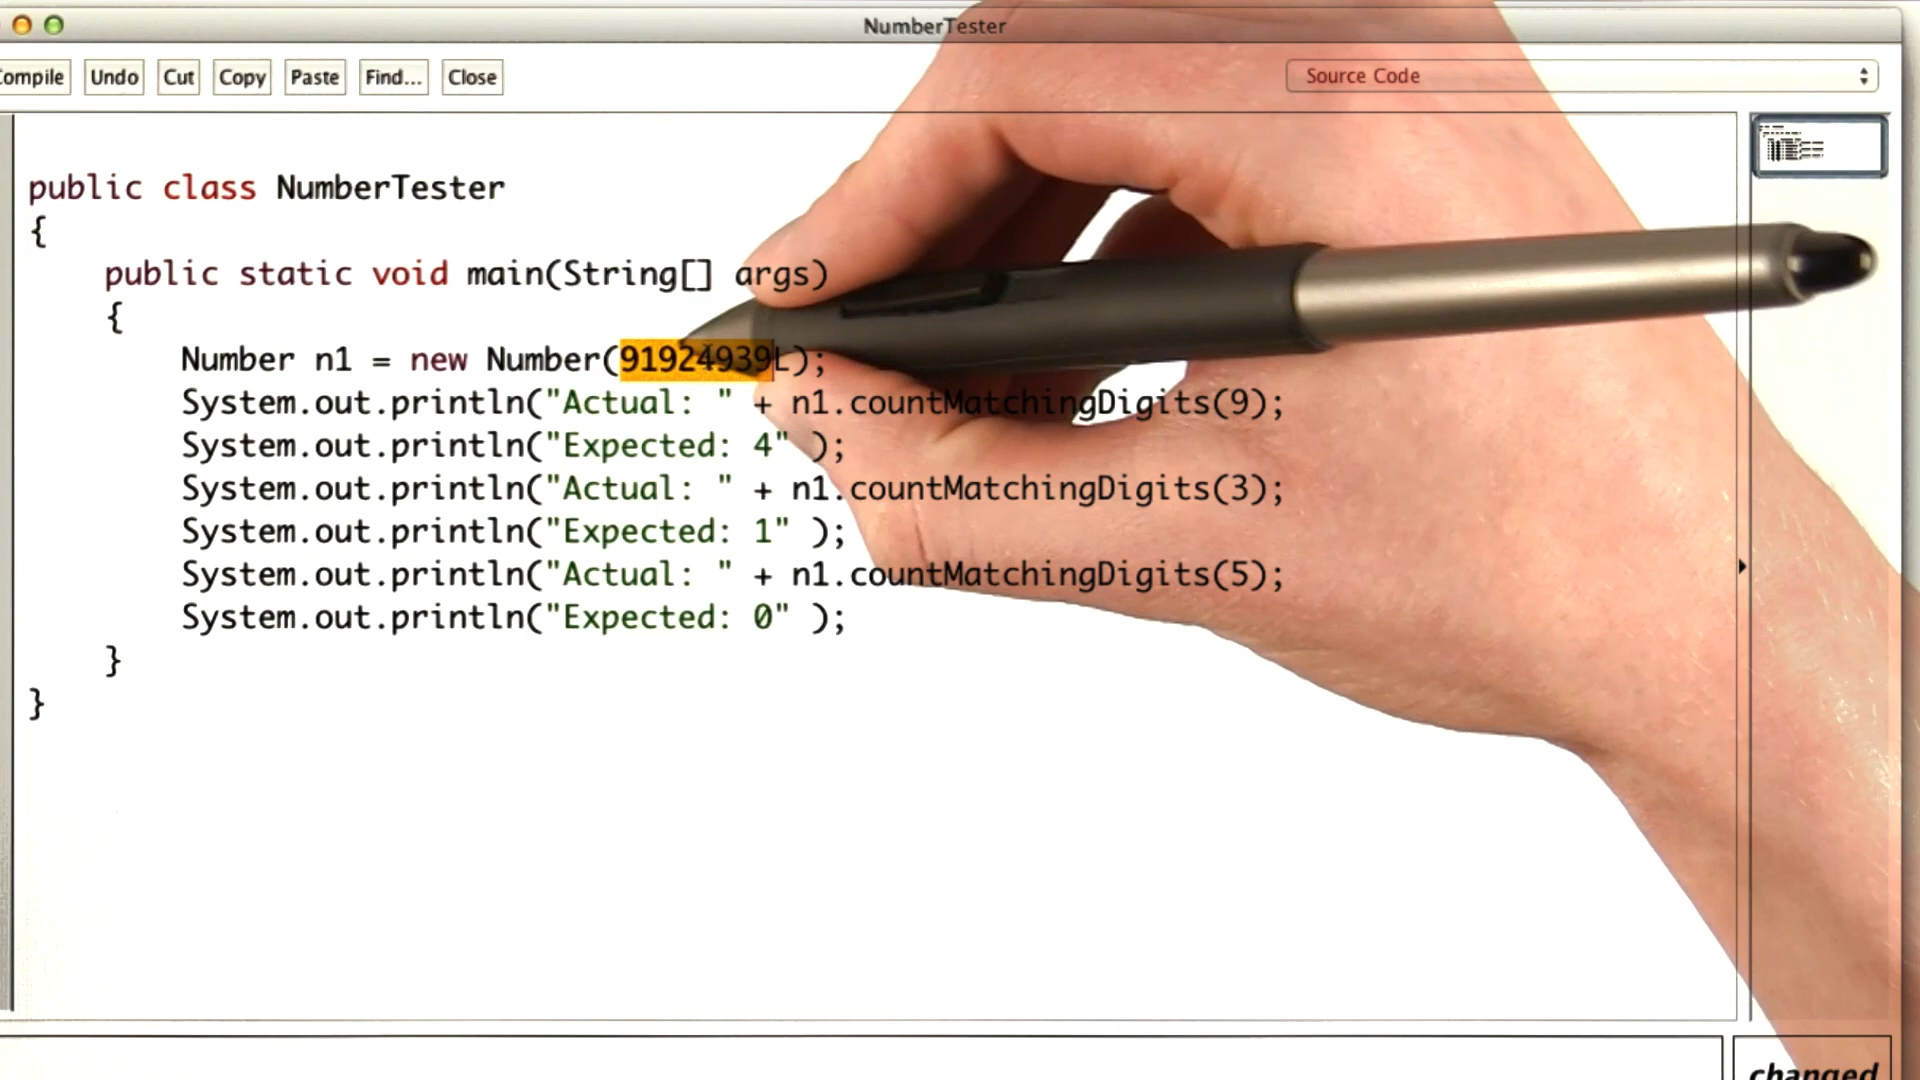 NumberTester
Compile Undo Cut Copy Paste Find... Close Source Code
public class NumberTester
{
public static void main(String[] args)
{
Number n1 = new Number(91924939L);
System.out.println("Actual: " + n1.countMatchingDigits(9);
System.out.println("Expected: 4" );
System.out.println("Actual: " + n1.countMatchingDigits(3);
System.out.println("Expected: 1" );
System.out.println("Actual: " + n1.countMatchingDigits(5);
System.out.println("Expected: 0" );
}
}
changed